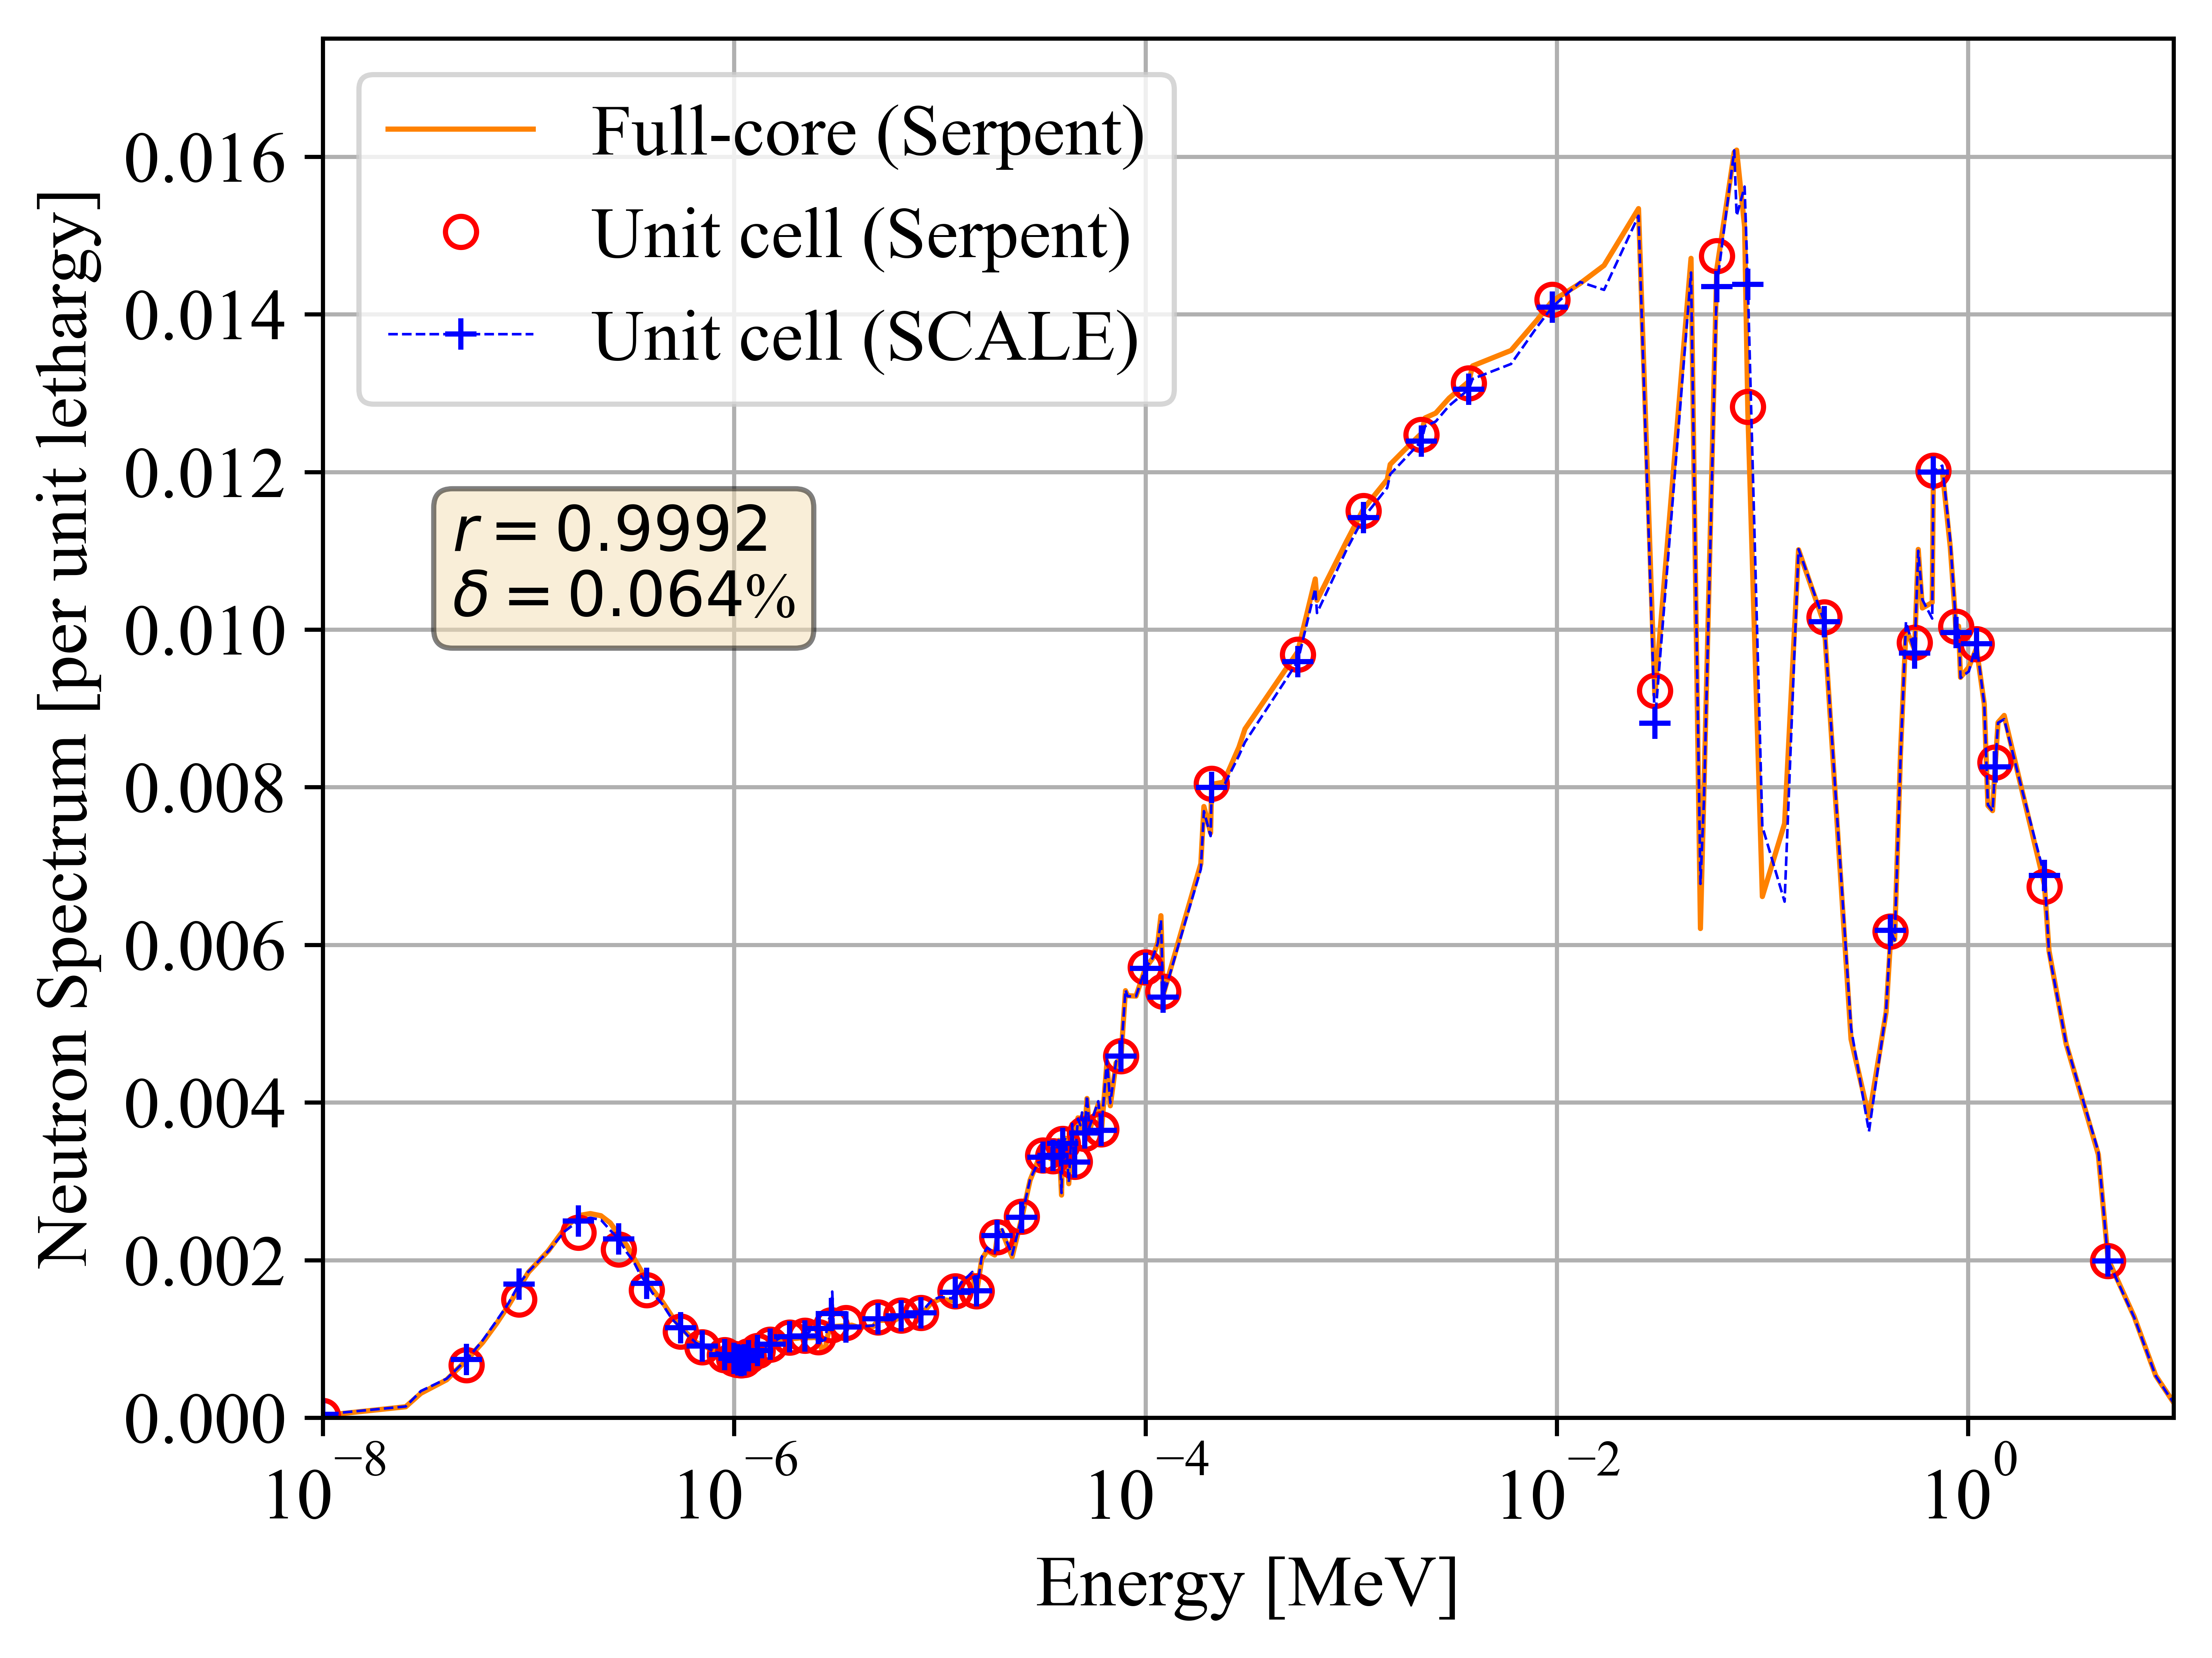 Full-core (Serpent)
Unit cell (Serpent)
Unit cell (SCALE)
r = 0.9992
δ = 0.064%
Neutron Spectrum [per unit lethargy]
0.016
0.014
0.012
0.010
0.008
0.006
0.004
0.002
0.000
10⁻⁸ 10⁻⁶ 10⁻⁴ 10⁻² 10⁰
Energy [MeV]